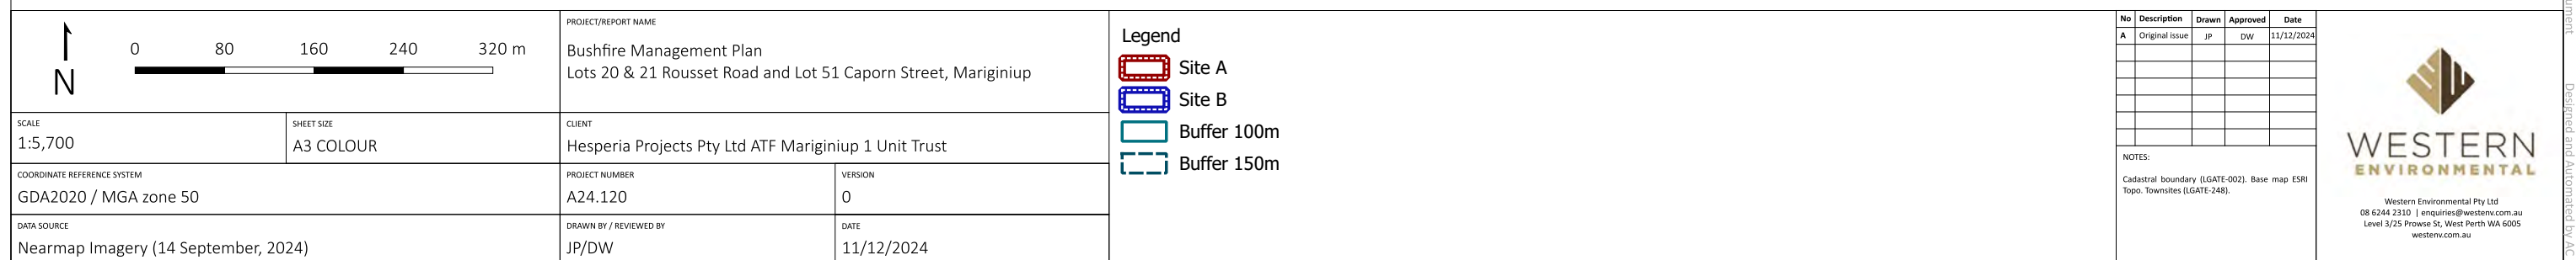 N
0 80 160 240 320 m
SCALE
1:5,700
SHEET SIZE
A3 COLOUR
COORDINATE REFERENCE SYSTEM
GDA2020 / MGA zone 50
DATA SOURCE
Nearmap Imagery (14 September, 2024)
PROJECT/REPORT NAME
Bushfire Management Plan
Lots 20 & 21 Rousset Road and Lot 51 Caporn Street, Mariginiup
CLIENT
Hesperia Projects Pty Ltd ATF Mariginiup 1 Unit Trust
PROJECT NUMBER
A24.120
VERSION
0
DRAWN BY / REVIEWED BY
JP/DW
DATE
11/12/2024
Legend
Site A
Site B
Buffer 100m
Buffer 150m
No Description Drawn Approved Date
A Original issue JP DW 11/12/2024
NOTES:
Cadastral boundary (LGATE-002). Base map ESRI
Topo. Townsites (LGATE-248).
WESTERN
ENVIRONMENTAL
Western Environmental Pty Ltd
08 6244 2310 | enquiries@westenv.com.au
Level 3/25 Prowse St, West Perth WA 6005
westenv.com.au
Designed and Automated by AC